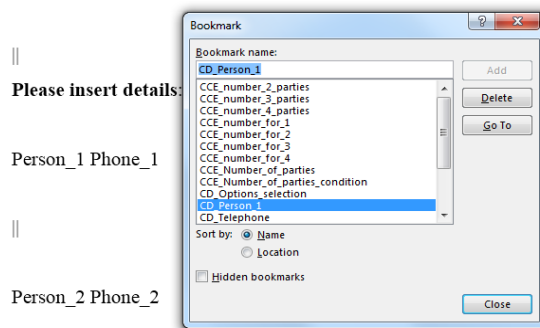 Bookmark
Bookmark name:
CD_Person_1
Add
CCE_number_2_parties
CCE_number_3_parties
CCE_number_4_parties
CCE_number_for_1
CCE_number_for_2
CCE_number_for_3
CCE_number_for_4
CCE_Number_of_parties
CCE_Number_of_parties_condition
CD_Options_selection
CD_Person_1
CD_Telephone
Delete
Go To
Sort by:
Name
Location
Hidden bookmarks
Close
Please insert details:
Person_1 Phone_1
Person_2 Phone_2